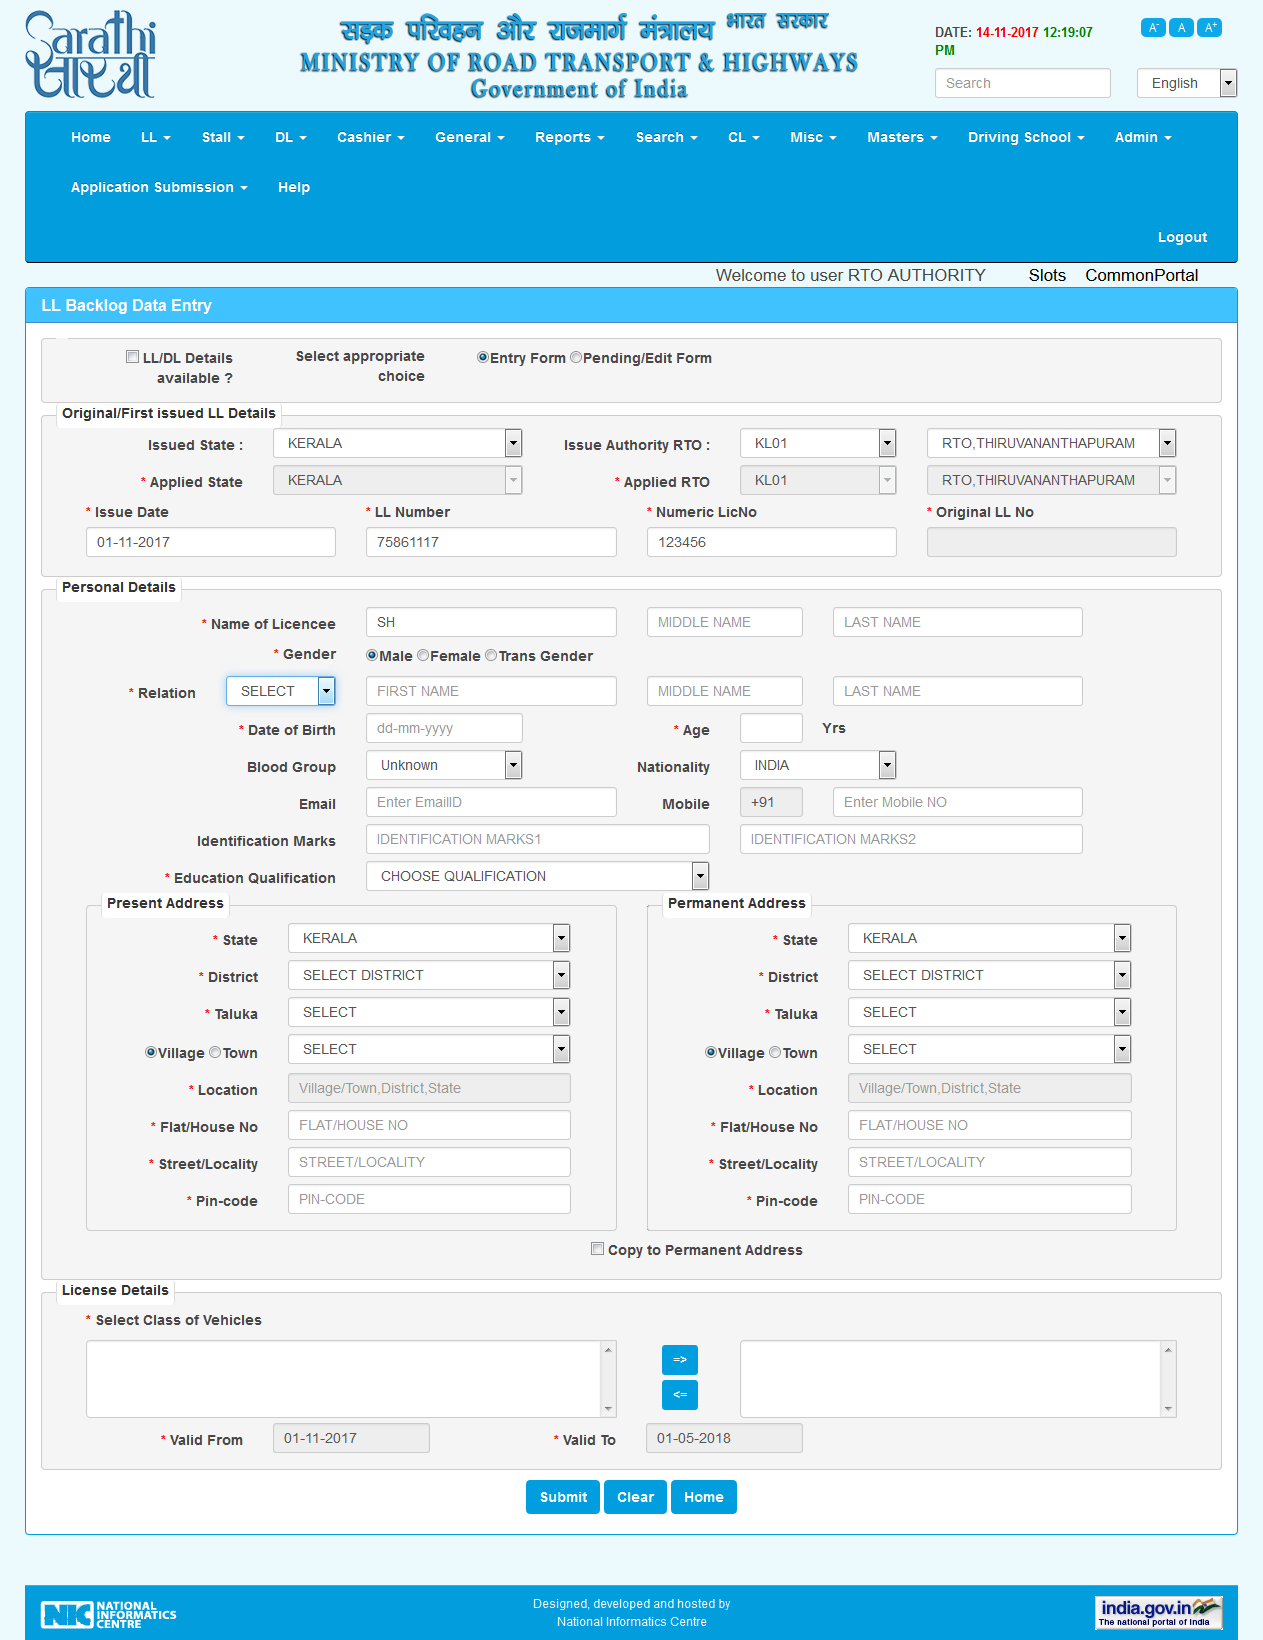 Sarathi
सारथी
सड़क परिवहन और राजमार्ग मंत्रालय भारत सरकार
MINISTRY OF ROAD TRANSPORT & HIGHWAYS
Government of India
DATE: 14-11-2017 12:19:07 PM
A- A A+
Search English
Home LL Stall DL Cashier General Reports Search CL Misc Masters Driving School Admin
Application Submission Help
Logout
Welcome to user RTO AUTHORITY Slots CommonPortal
LL Backlog Data Entry
LL/DL Details available ? Select appropriate choice Entry Form Pending/Edit Form
Original/First issued LL Details
Issued State : KERALA Issue Authority RTO : KL01 RTO,THIRUVANANTHAPURAM
* Applied State KERALA * Applied RTO KL01 RTO,THIRUVANANTHAPURAM
* Issue Date * LL Number * Numeric LicNo * Original LL No
01-11-2017 75861117 123456
Personal Details
* Name of Licencee SH MIDDLE NAME LAST NAME
* Gender Male Female Trans Gender
* Relation SELECT FIRST NAME MIDDLE NAME LAST NAME
* Date of Birth dd-mm-yyyy * Age Yrs
Blood Group Unknown Nationality INDIA
Email Enter EmailID Mobile +91 Enter Mobile NO
Identification Marks IDENTIFICATION MARKS1 IDENTIFICATION MARKS2
* Education Qualification CHOOSE QUALIFICATION
Present Address Permanent Address
* State KERALA * State KERALA
* District SELECT DISTRICT * District SELECT DISTRICT
* Taluka SELECT * Taluka SELECT
Village Town SELECT Village Town SELECT
* Location Village/Town,District,State * Location Village/Town,District,State
* Flat/House No FLAT/HOUSE NO * Flat/House No FLAT/HOUSE NO
* Street/Locality STREET/LOCALITY * Street/Locality STREET/LOCALITY
* Pin-code PIN-CODE * Pin-code PIN-CODE
Copy to Permanent Address
License Details
* Select Class of Vehicles
=>
<=
* Valid From 01-11-2017 * Valid To 01-05-2018
Submit Clear Home
NIC NATIONAL INFORMATICS CENTRE
Designed, developed and hosted by
National Informatics Centre
india.gov.in
The national portal of India